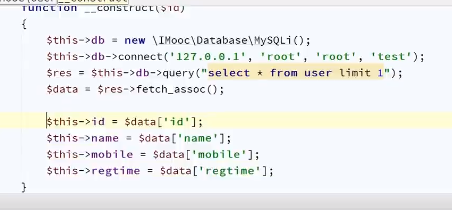 function __construct($id)
{
    $this->db = new \IMooc\Database\MySQLi();
    $this->db->connect('127.0.0.1', 'root', 'root', 'test');
    $res = $this->db->query("select * from user limit 1");
    $data = $res->fetch_assoc();
    $this->id = $data['id'];
    $this->name = $data['name'];
    $this->mobile = $data['mobile'];
    $this->regtime = $data['regtime'];
}